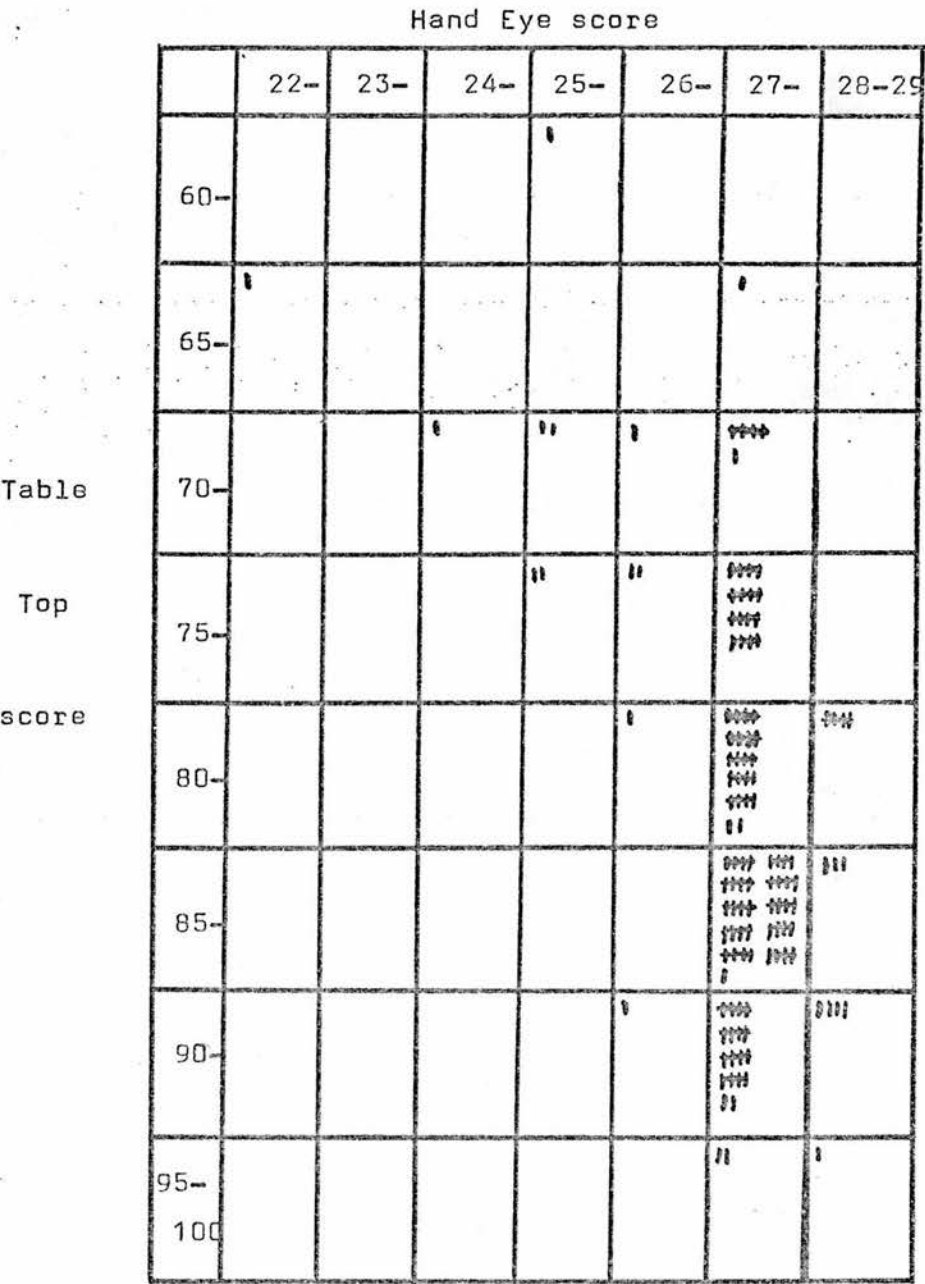 Hand Eye score
22- 23- 24- 25- 26- 27- 28-29
60-
65-
Table 70-
Top
75-
score
80-
85-
90-
95-
100